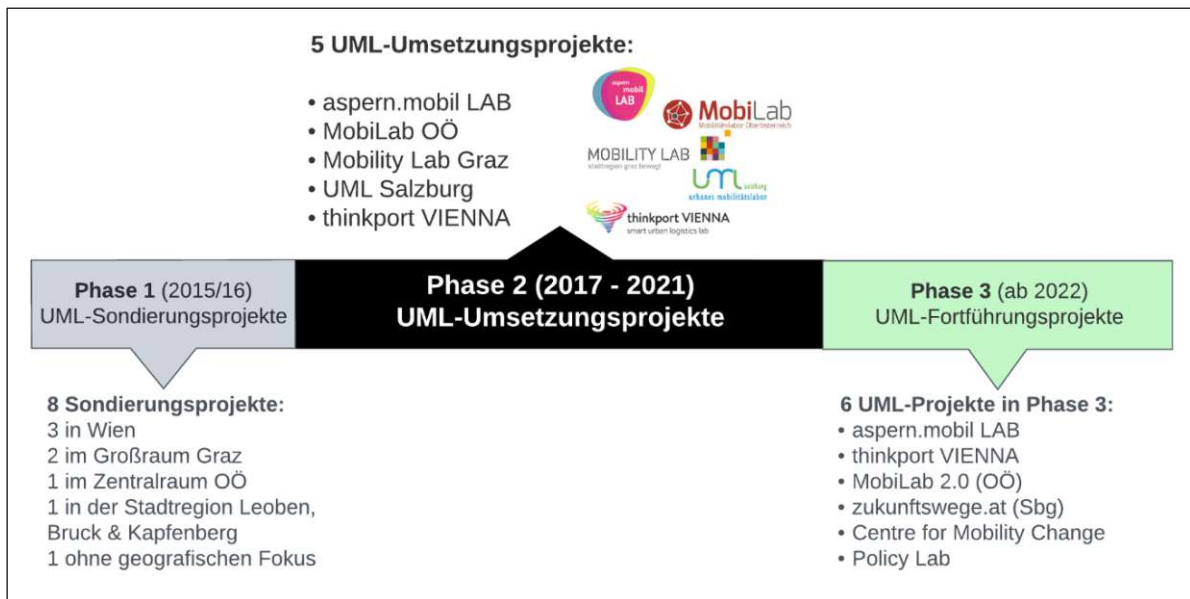 5 UML-Umsetzungsprojekte:
• aspern.mobil LAB
• MobiLab OÖ
• Mobility Lab Graz
• UML Salzburg
• thinkport VIENNA
aspern
mobil
LAB
MobiLab
Mobilitätslabor Oberösterreich
MOBILITY LAB
stadtregion graz bewegt
uml salzburg
urbanes mobilitätslabor
thinkport VIENNA
smart urban logistics lab
Phase 1 (2015/16)
UML-Sondierungsprojekte
Phase 2 (2017 - 2021)
UML-Umsetzungsprojekte
Phase 3 (ab 2022)
UML-Fortführungsprojekte
8 Sondierungsprojekte:
3 in Wien
2 im Großraum Graz
1 im Zentralraum OÖ
1 in der Stadtregion Leoben,
Bruck & Kapfenberg
1 ohne geografischen Fokus
6 UML-Projekte in Phase 3:
• aspern.mobil LAB
• thinkport VIENNA
• MobiLab 2.0 (OÖ)
• zukunftswege.at (Sbg)
• Centre for Mobility Change
• Policy Lab